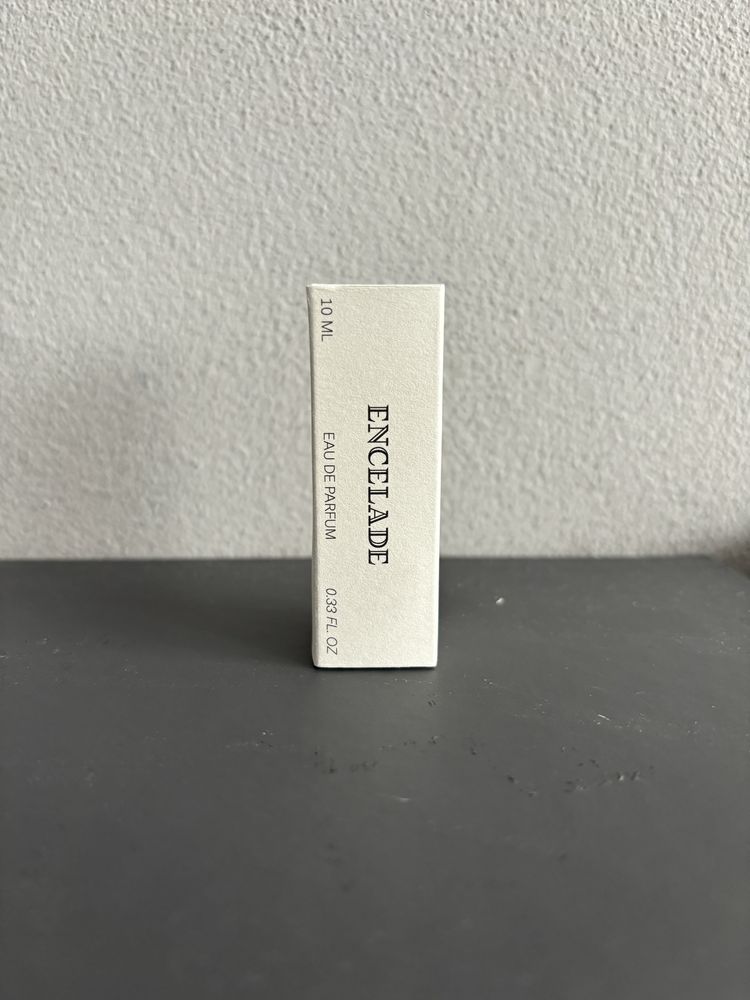 ENCELADE
10 ML
EAU DE PARFUM
0.33 FL. OZ